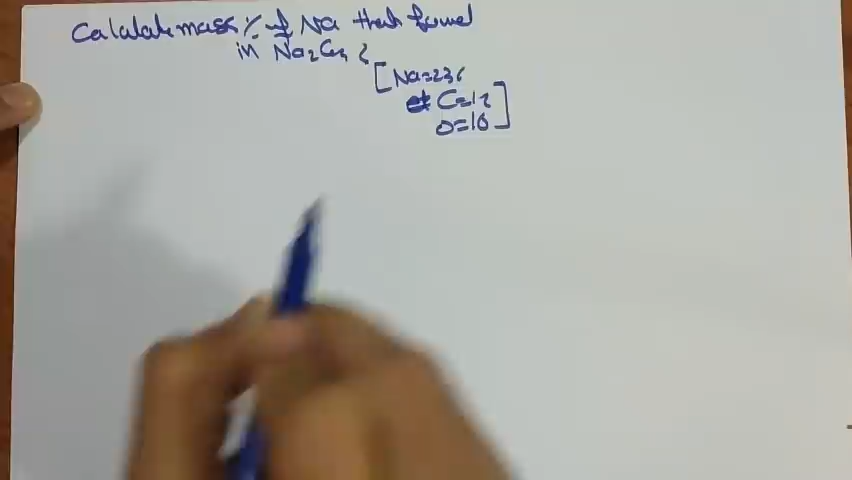 Calculate mass % of Na that found
in Na2CO3 ?
[Na=23,
C=12
O=16]